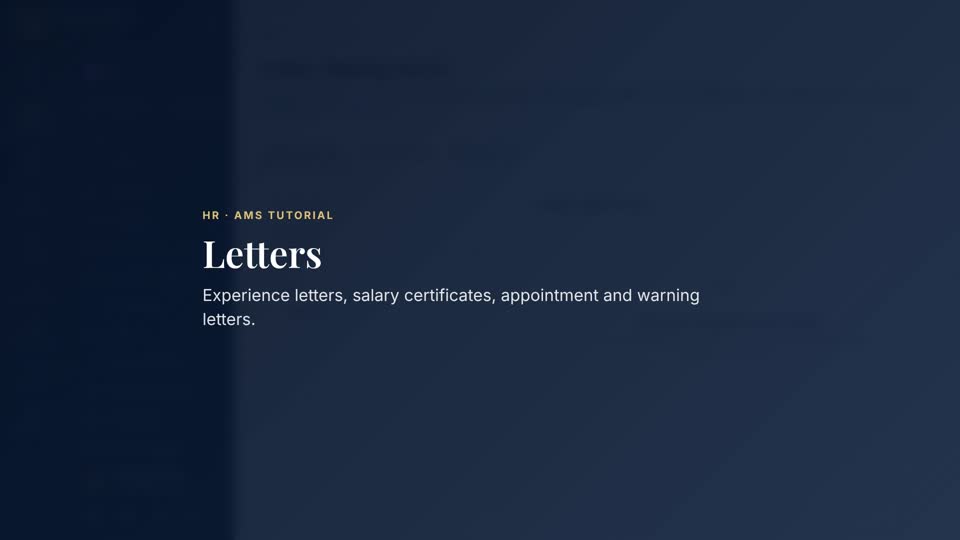 HR · AMS TUTORIAL
Letters
Experience letters, salary certificates, appointment and warning
letters.